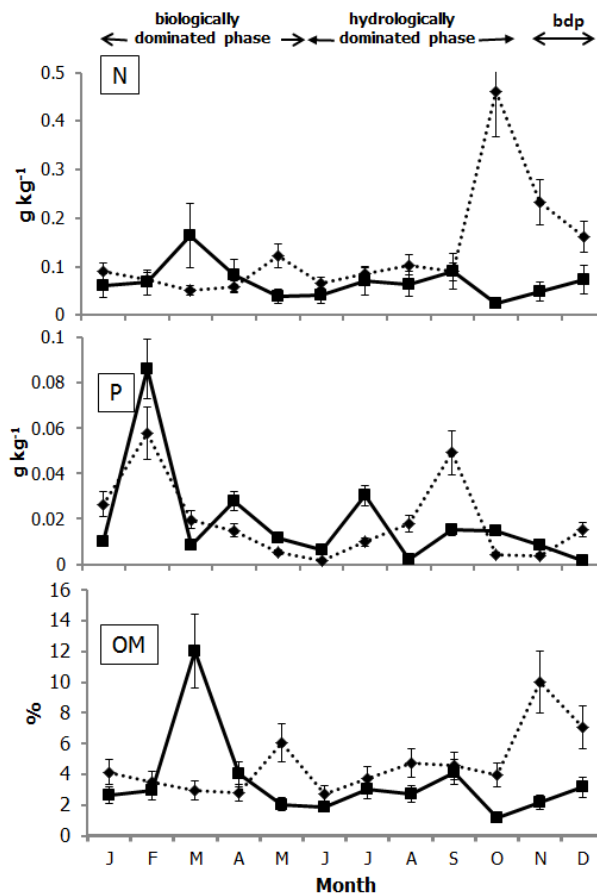 biologically dominated phase
hydrologically dominated phase
bdp
N
0.5
0.4
0.3
0.2
0.1
0
g kg⁻¹
P
0.1
0.08
0.06
0.04
0.02
0
g kg⁻¹
OM
16
14
12
10
8
6
4
2
0
%
J F M A M J J A S O N D
Month